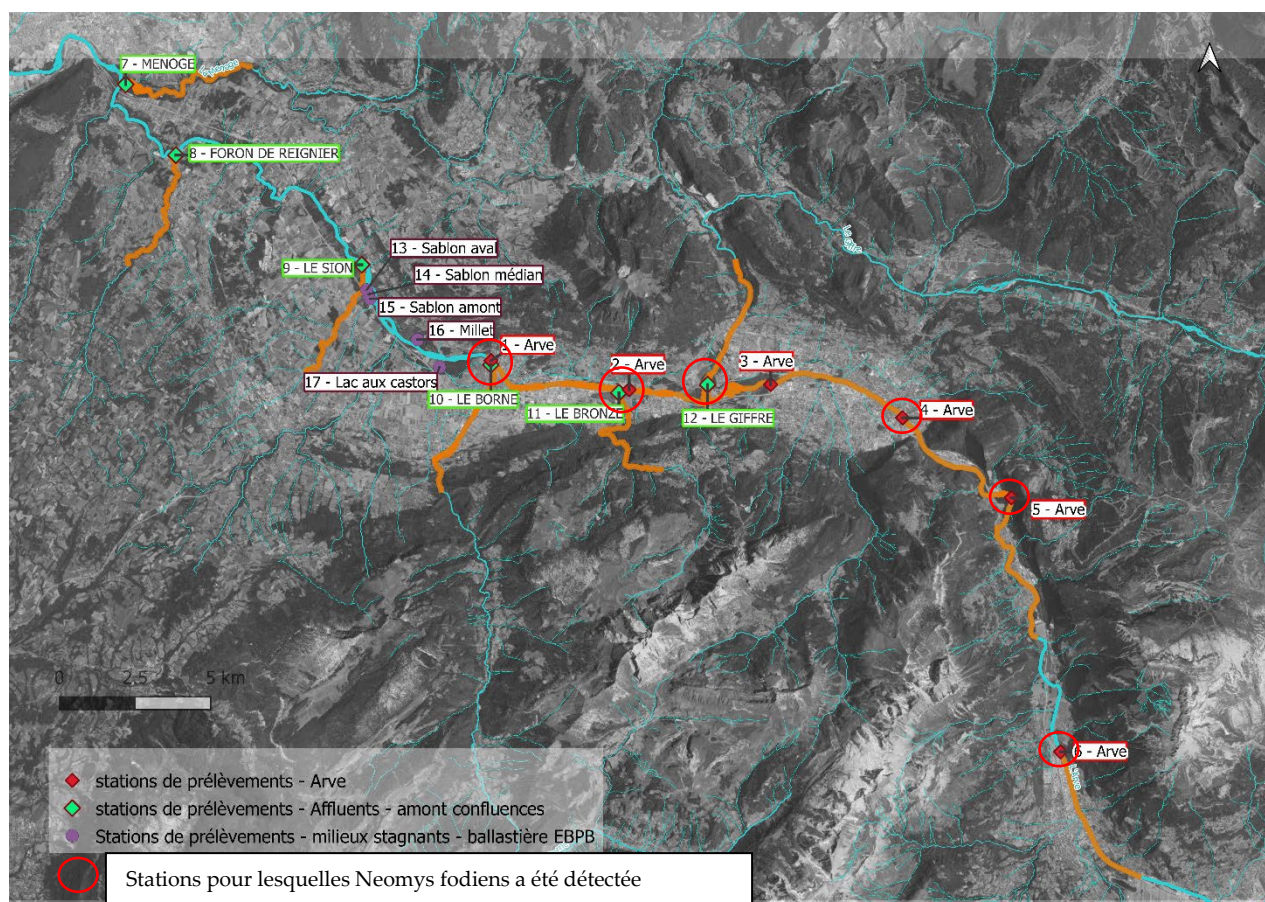 7 - MENOGE
8 - FORON DE REIGNIER
13 - Sablon aval
9 - LE SION
14 - Sablon médian
15 - Sablon amont
16 - Millet
1 - Arve
17 - Lac aux castors
2 - Arve
3 - Arve
10 - LE BORNE
11 - LE BRONZE
12 - LE GIFFRE
4 - Arve
5 - Arve
6 - Arve
0 2.5 5 km
stations de prélèvements - Arve
stations de prélèvements - Affluents - amont confluences
Stations de prélèvements - milieux stagnants - ballastière EBPB
Stations pour lesquelles Neomys fodiens a été détectée